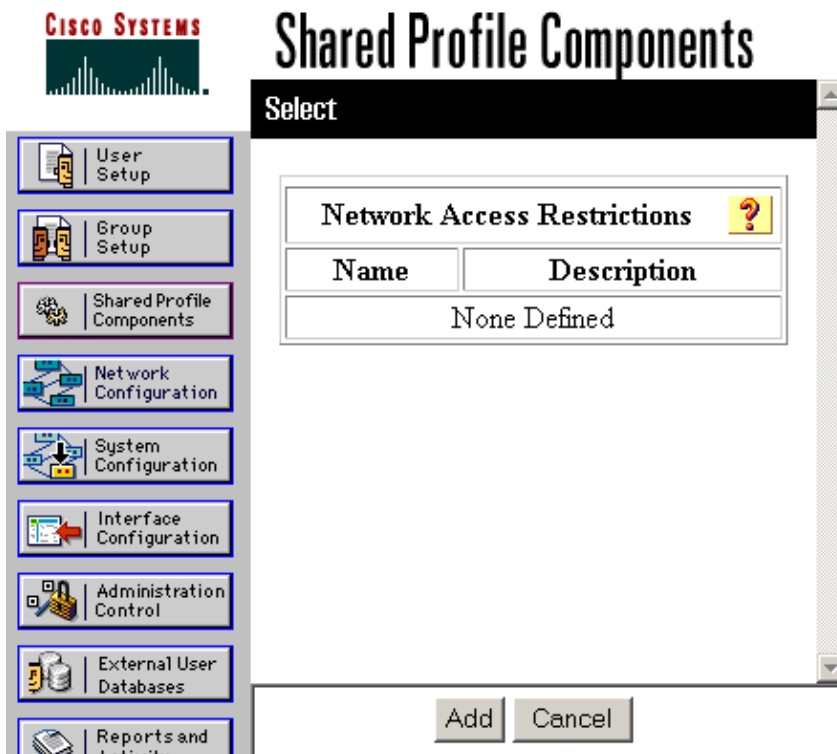 CISCO SYSTEMS
Shared Profile Components
Select
User
Setup
Group
Setup
Shared Profile
Components
Network
Configuration
System
Configuration
Interface
Configuration
Administration
Control
External User
Databases
Reports and
Network Access Restrictions ?
Name Description
None Defined
Add Cancel